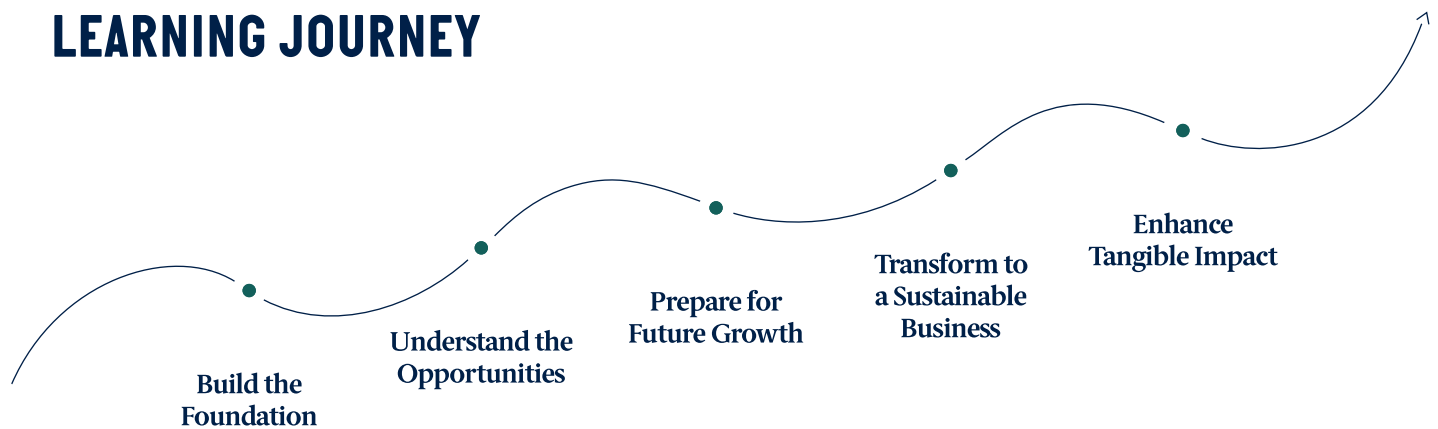 LEARNING JOURNEY
Build the
Foundation
Understand the
Opportunities
Prepare for
Future Growth
Transform to
a Sustainable
Business
Enhance
Tangible Impact